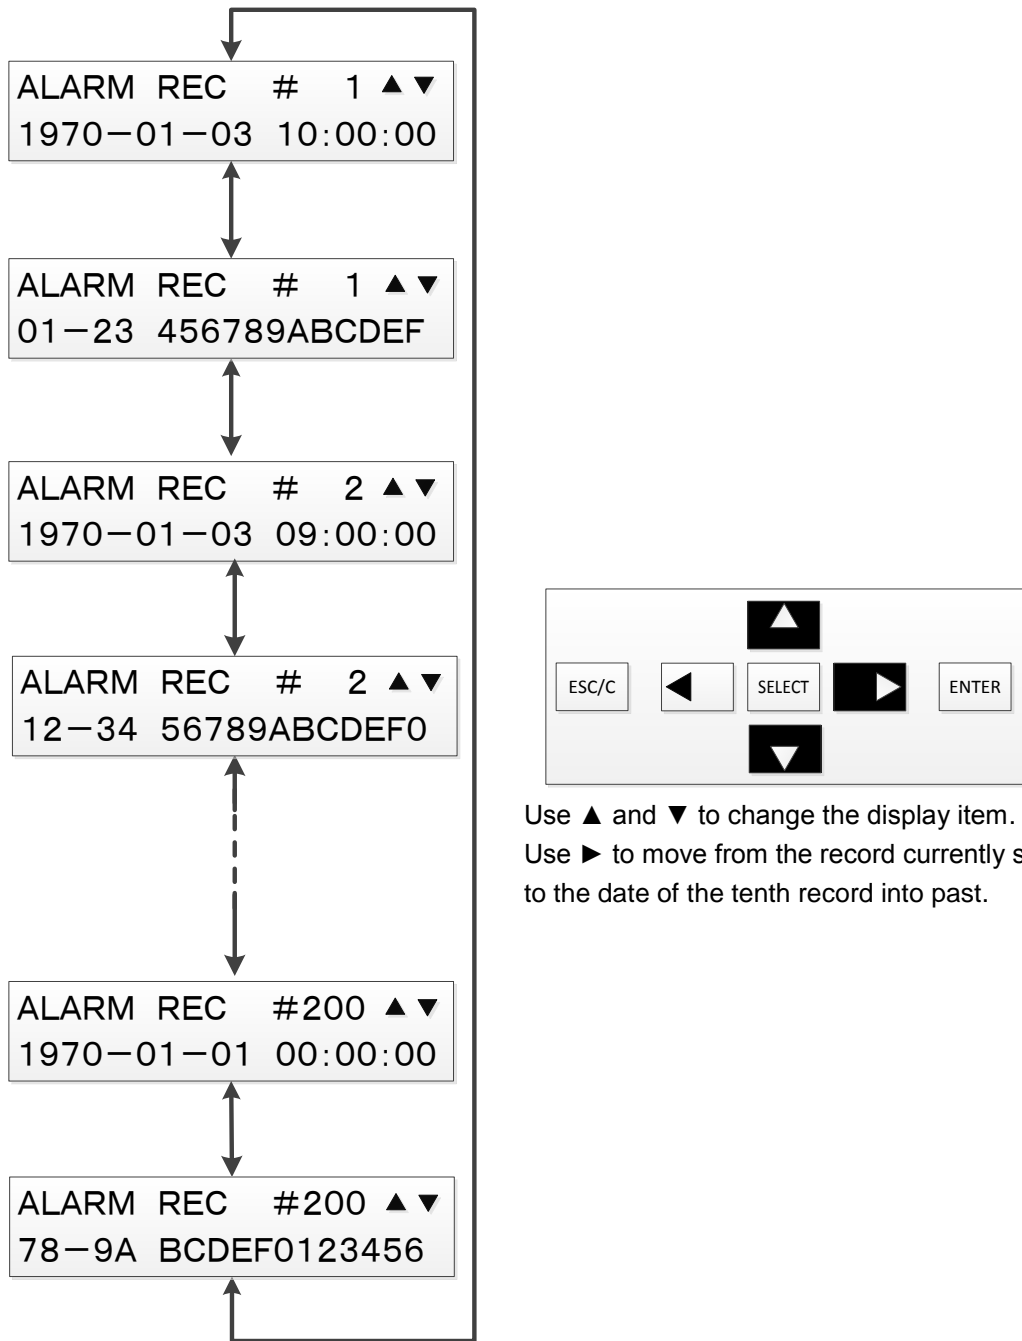 ALARM REC # 1 ▲ ▼
1970-01-03 10:00:00
ALARM REC # 1 ▲ ▼
01-23 456789ABCDEF
ALARM REC # 2 ▲ ▼
1970-01-03 09:00:00
ALARM REC # 2 ▲ ▼
12-34 56789ABCDEF0
ALARM REC #200 ▲ ▼
1970-01-01 00:00:00
ALARM REC #200 ▲ ▼
78-9A BCDEF0123456
ESC/C ◀ SELECT ▶ ENTER
Use ▲ and ▼ to change the display item.
Use ► to move from the record currently
to the date of the tenth record into past.